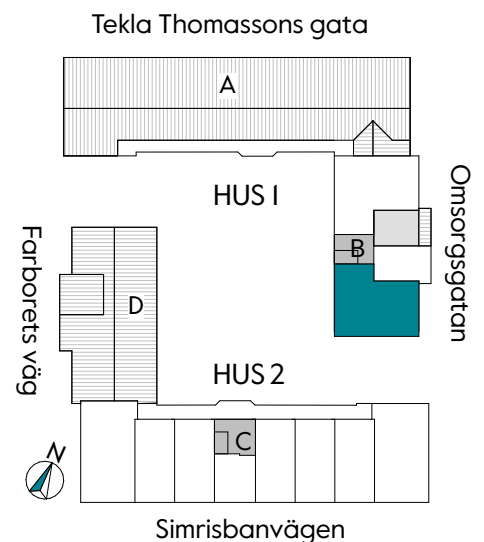 Tekla Thomassons gata
A
HUS 1
Omsorgsgatan
B
Farborets väg
D
HUS 2
C
N
Simrisbanvägen